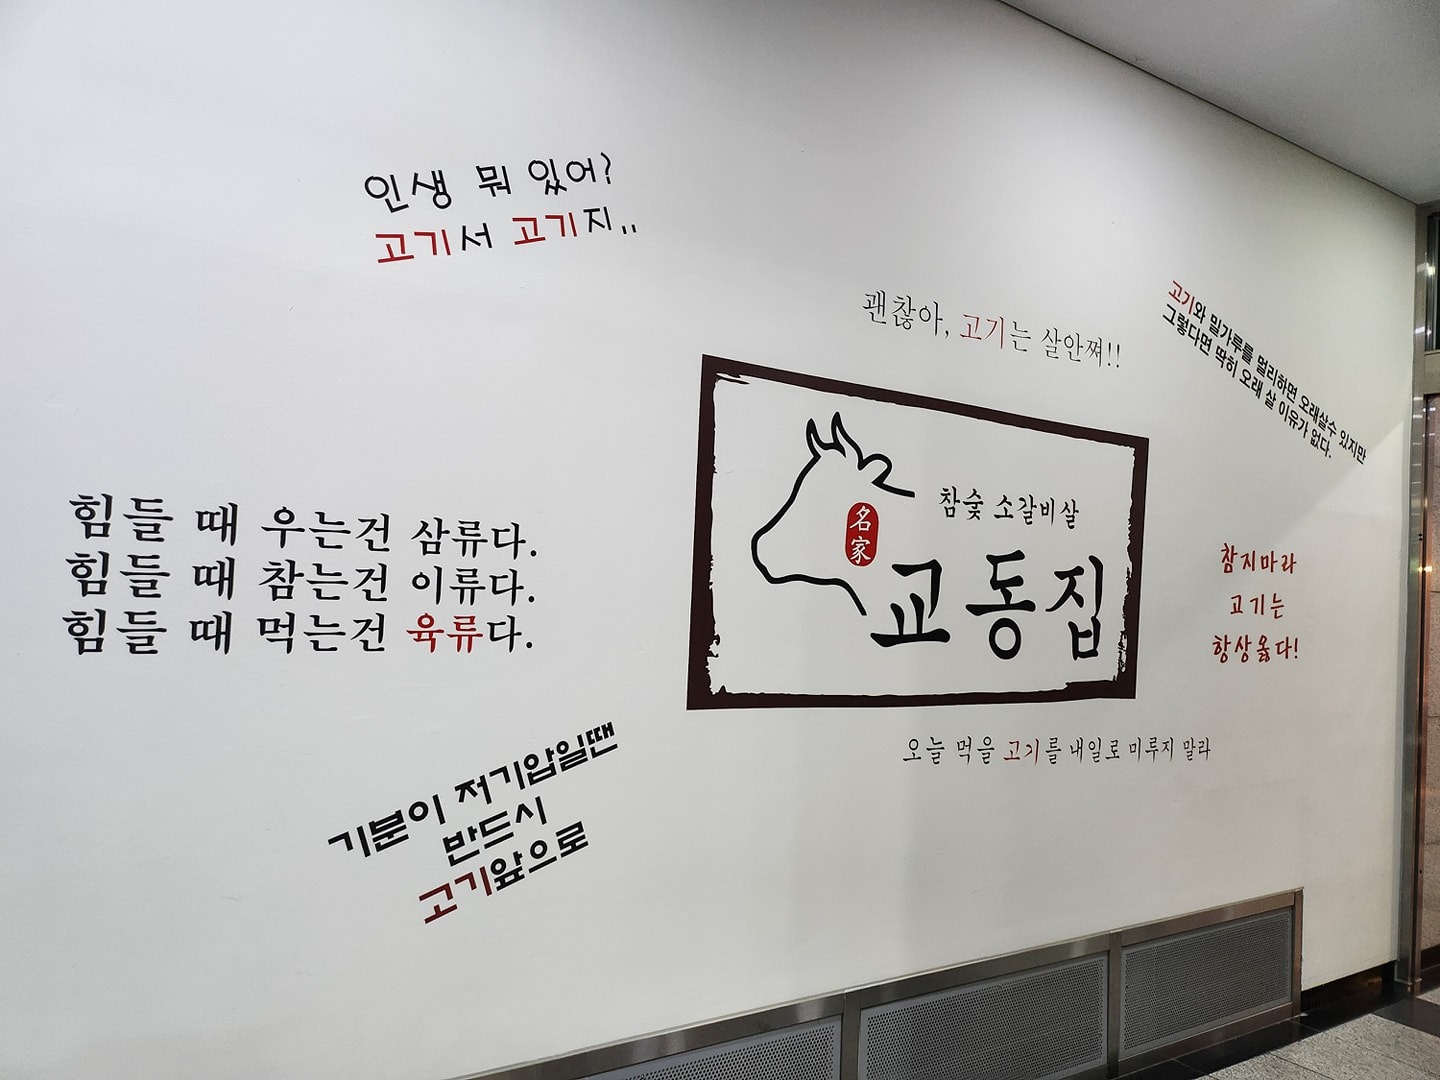 인생 뭐 있어?
고기서 고기지..
괜찮아, 고기는 살안쪄!!
고기와 밀가루를 멀리하면 오래살수 있지만
그렇다면 딱히 오래 살 이유가 없다.
힘들 때 우는건 삼류다.
힘들 때 참는건 이류다.
힘들 때 먹는건 육류다.
참숯 소갈비살
名家
교동집
참지마라
고기는
항상옳다!
오늘 먹을 고기를 내일로 미루지 말라
기분이 저기압일땐
반드시
고기앞으로